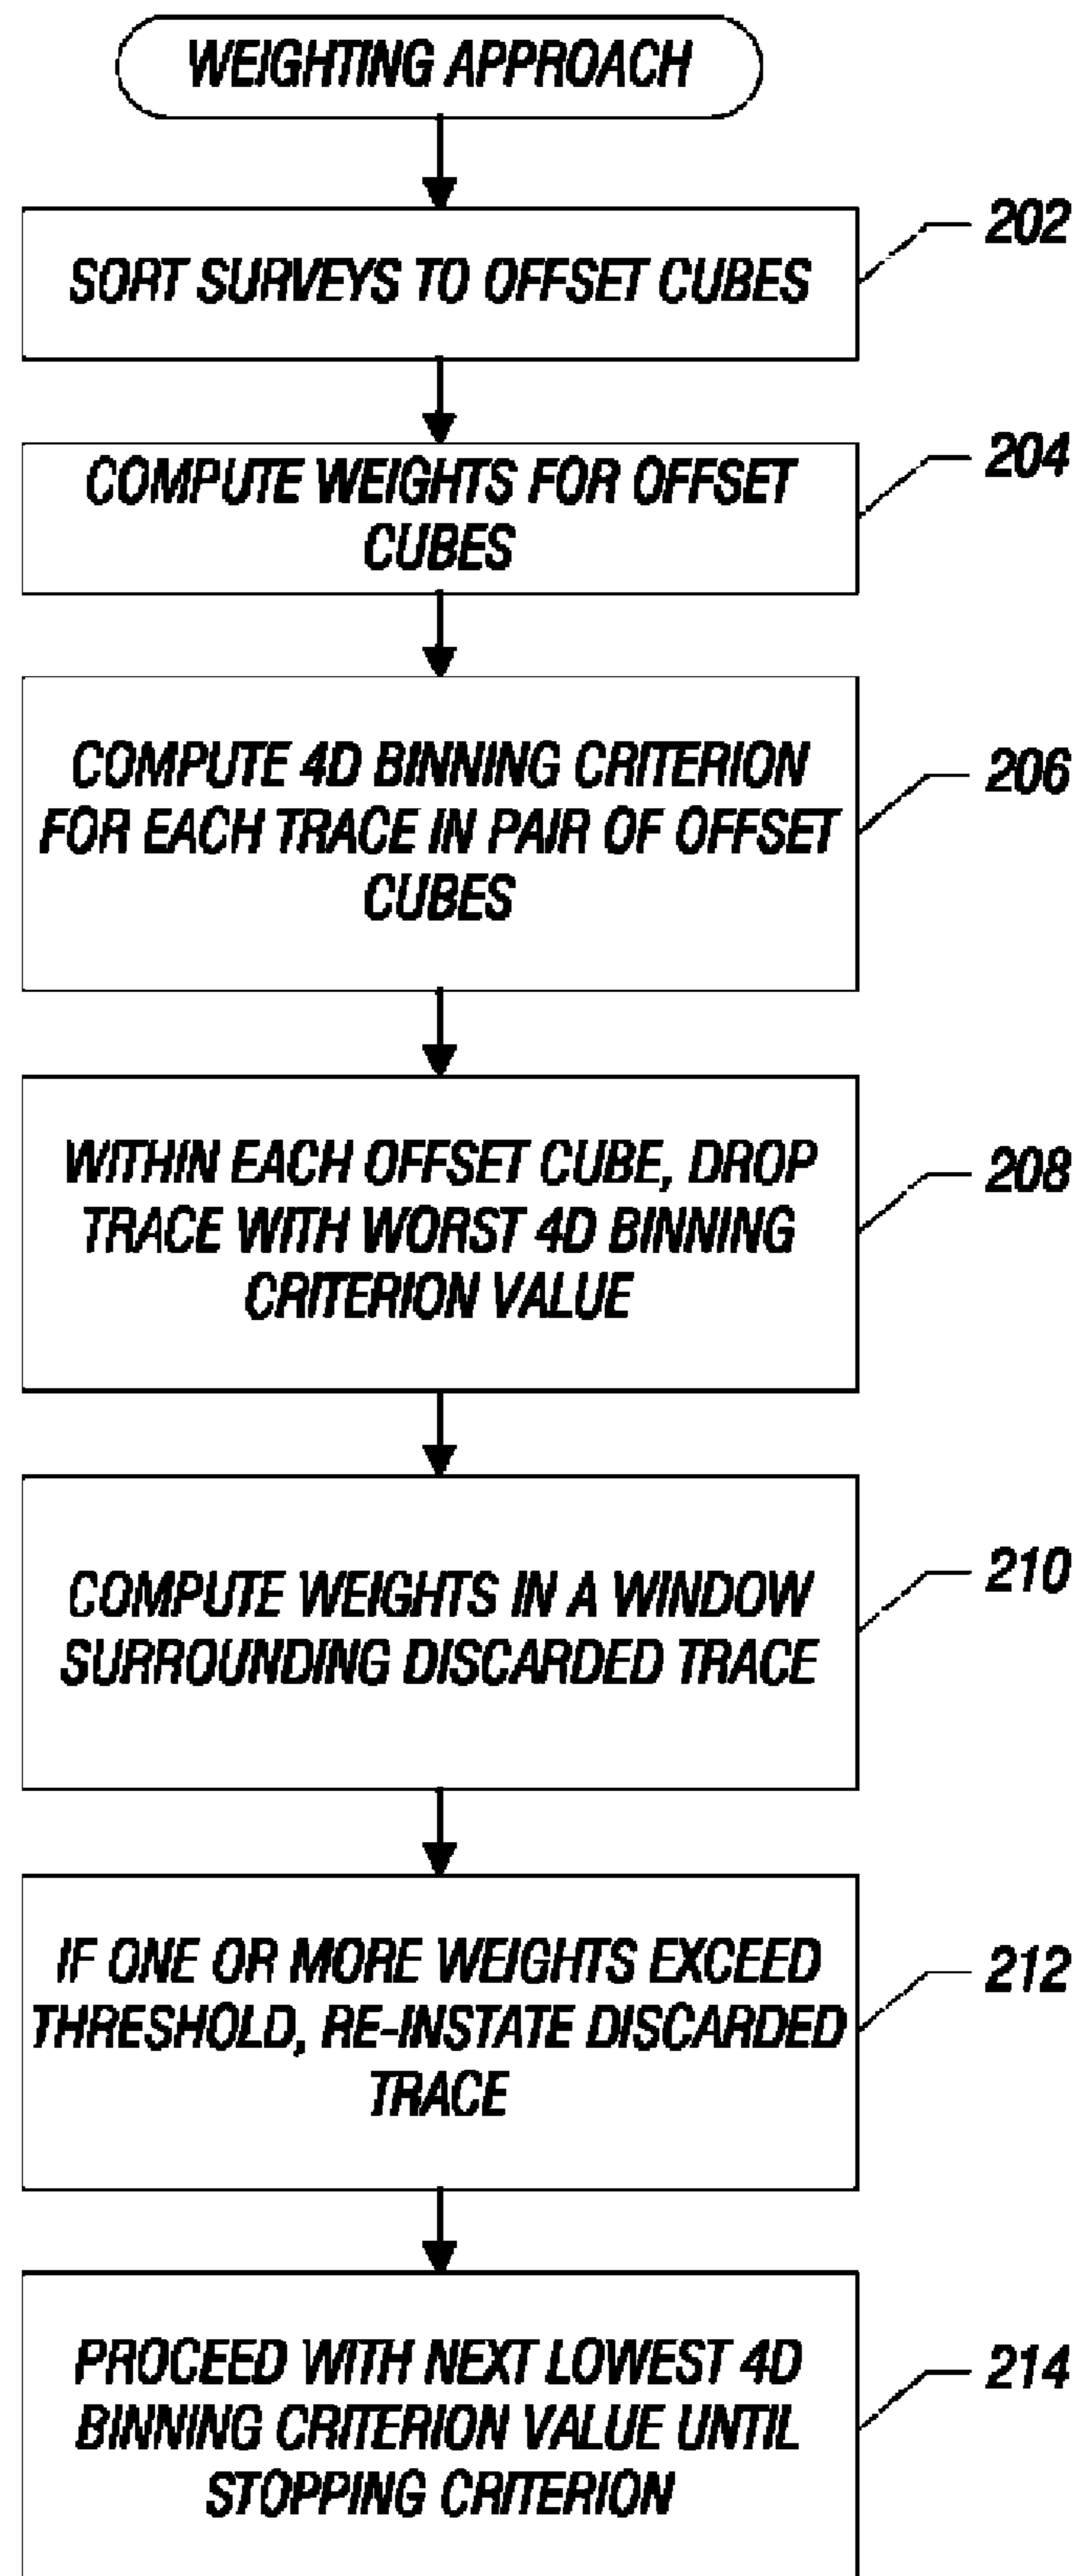 WEIGHTING APPROACH
SORT SURVEYS TO OFFSET CUBES
202
COMPUTE WEIGHTS FOR OFFSET
CUBES
204
COMPUTE 4D BINNING CRITERION
FOR EACH TRACE IN PAIR OF OFFSET
CUBES
206
WITHIN EACH OFFSET CUBE, DROP
TRACE WITH WORST 4D BINNING
CRITERION VALUE
208
COMPUTE WEIGHTS IN A WINDOW
SURROUNDING DISCARDED TRACE
210
IF ONE OR MORE WEIGHTS EXCEED
THRESHOLD, RE-INSTATE DISCARDED
TRACE
212
PROCEED WITH NEXT LOWEST 4D
BINNING CRITERION VALUE UNTIL
STOPPING CRITERION
214